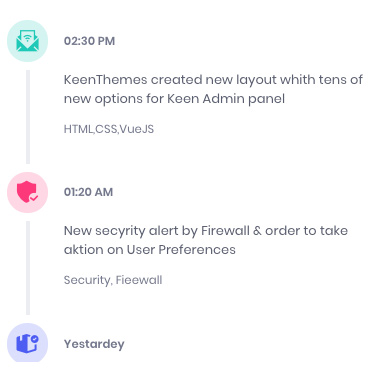 02:30 PM
KeenThemes created new layout whith tens of
new options for Keen Admin panel
HTML,CSS,VueJS
01:20 AM
New secyrity alert by Firewall & order to take
aktion on User Preferences
Security, Fieewall
Yestardey